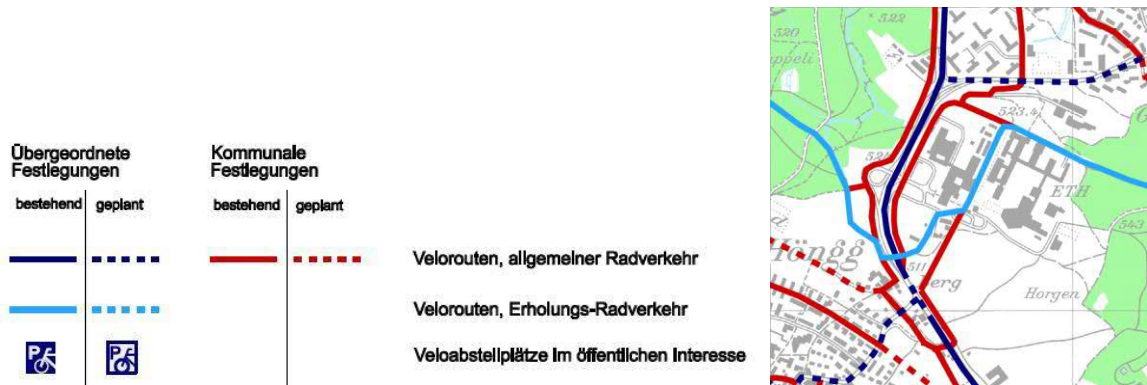 Übergeordnete
Festlegungen
Kommunale
Festlegungen
bestehend geplant bestehend geplant
Velorouten, allgemeiner Radverkehr
Velorouten, Erholungs-Radverkehr
P P
Veloabstellplätze im öffentlichen Interesse
522
520
523.4
ETH
543
Höngg
511
erg
Horgen